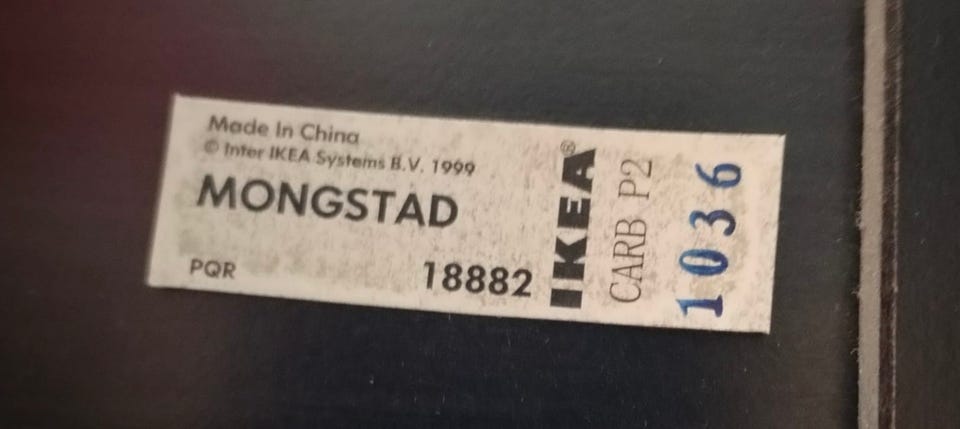 Made In China
© Inter IKEA Systems B.V. 1999
MONGSTAD
PQR 18882
IKEA®
CARB P2
1036